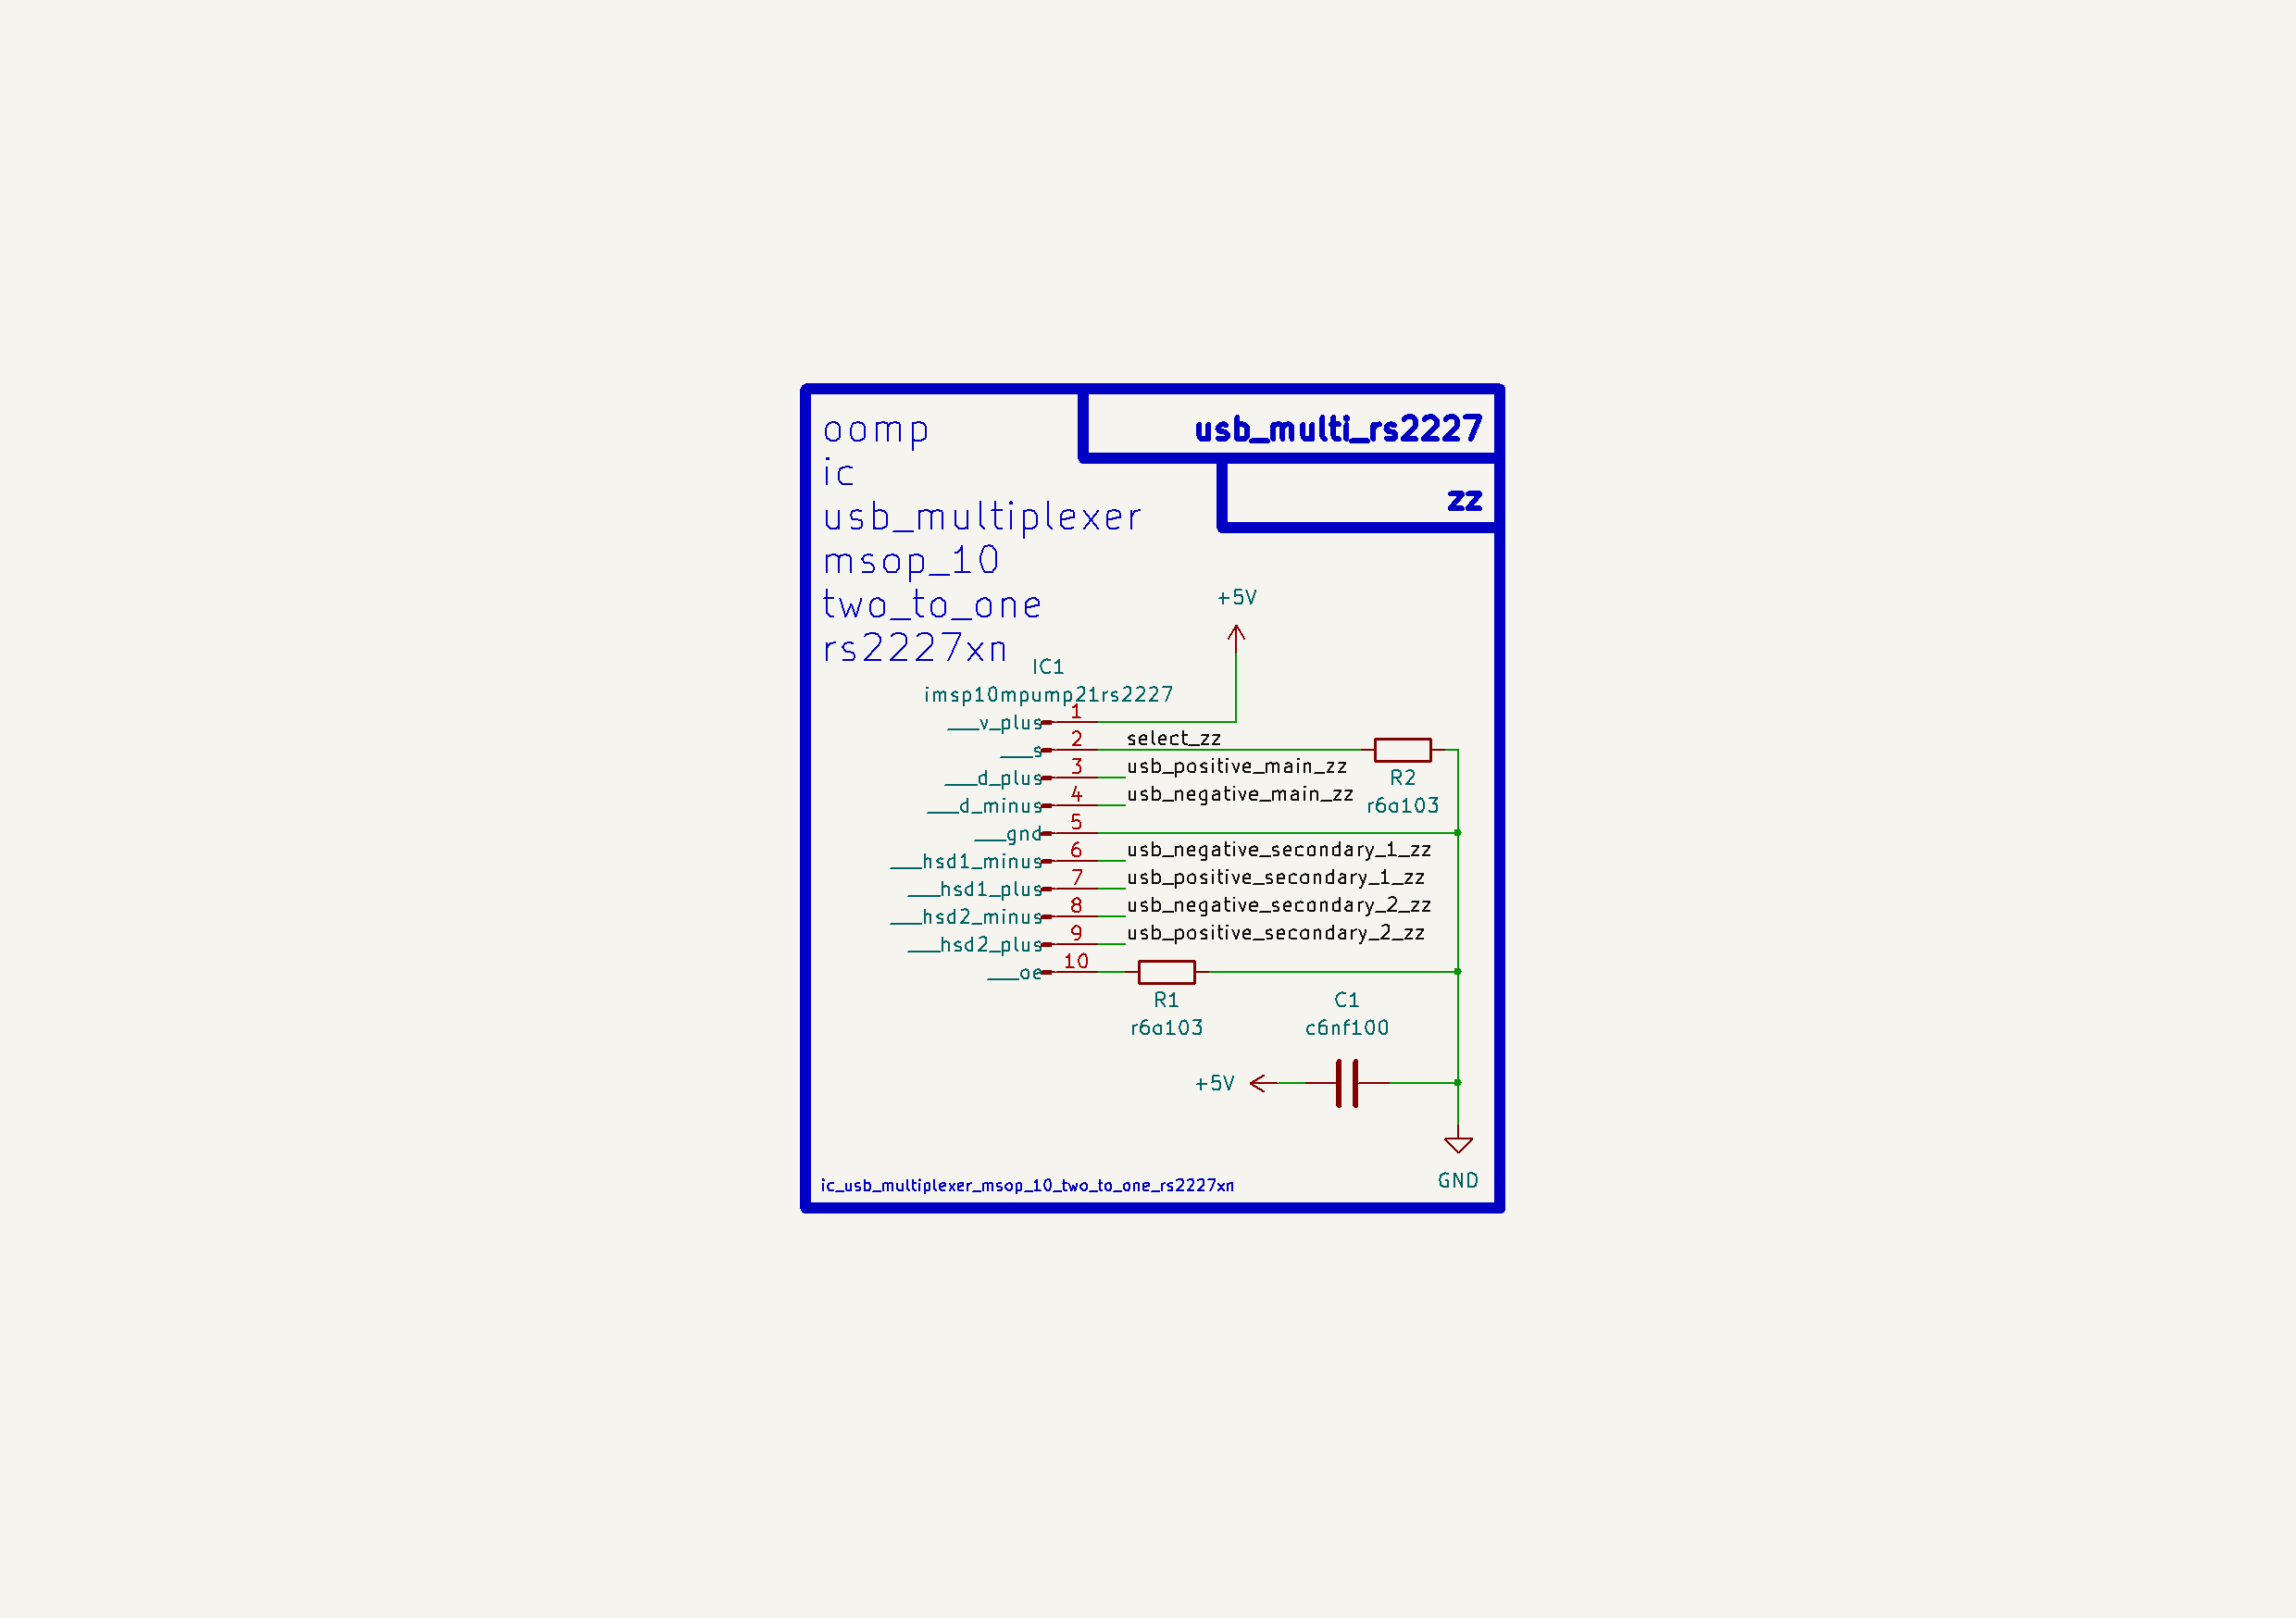 oomp
ic
usb_multiplexer
msop_10
two_to_one
rs2227xn
usb_multi_rs2227
zz
+5V
IC1
imsp10mpump21rs2227
___v_plus 1
___s 2 select_zz
___d_plus 3 usb_positive_main_zz
___d_minus 4 usb_negative_main_zz
R2
r6a103
___gnd 5
___hsd1_minus 6 usb_negative_secondary_1_zz
___hsd1_plus 7 usb_positive_secondary_1_zz
___hsd2_minus 8 usb_negative_secondary_2_zz
___hsd2_plus 9 usb_positive_secondary_2_zz
___oe 10
R1
r6a103
C1
c6nf100
+5V
GND
ic_usb_multiplexer_msop_10_two_to_one_rs2227xn